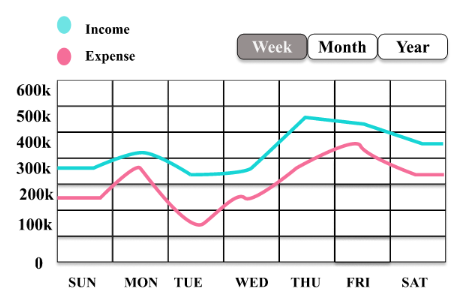 Income
Expense
Week Month Year
600k
500k
400k
300k
200k
100k
0
SUN MON TUE WED THU FRI SAT